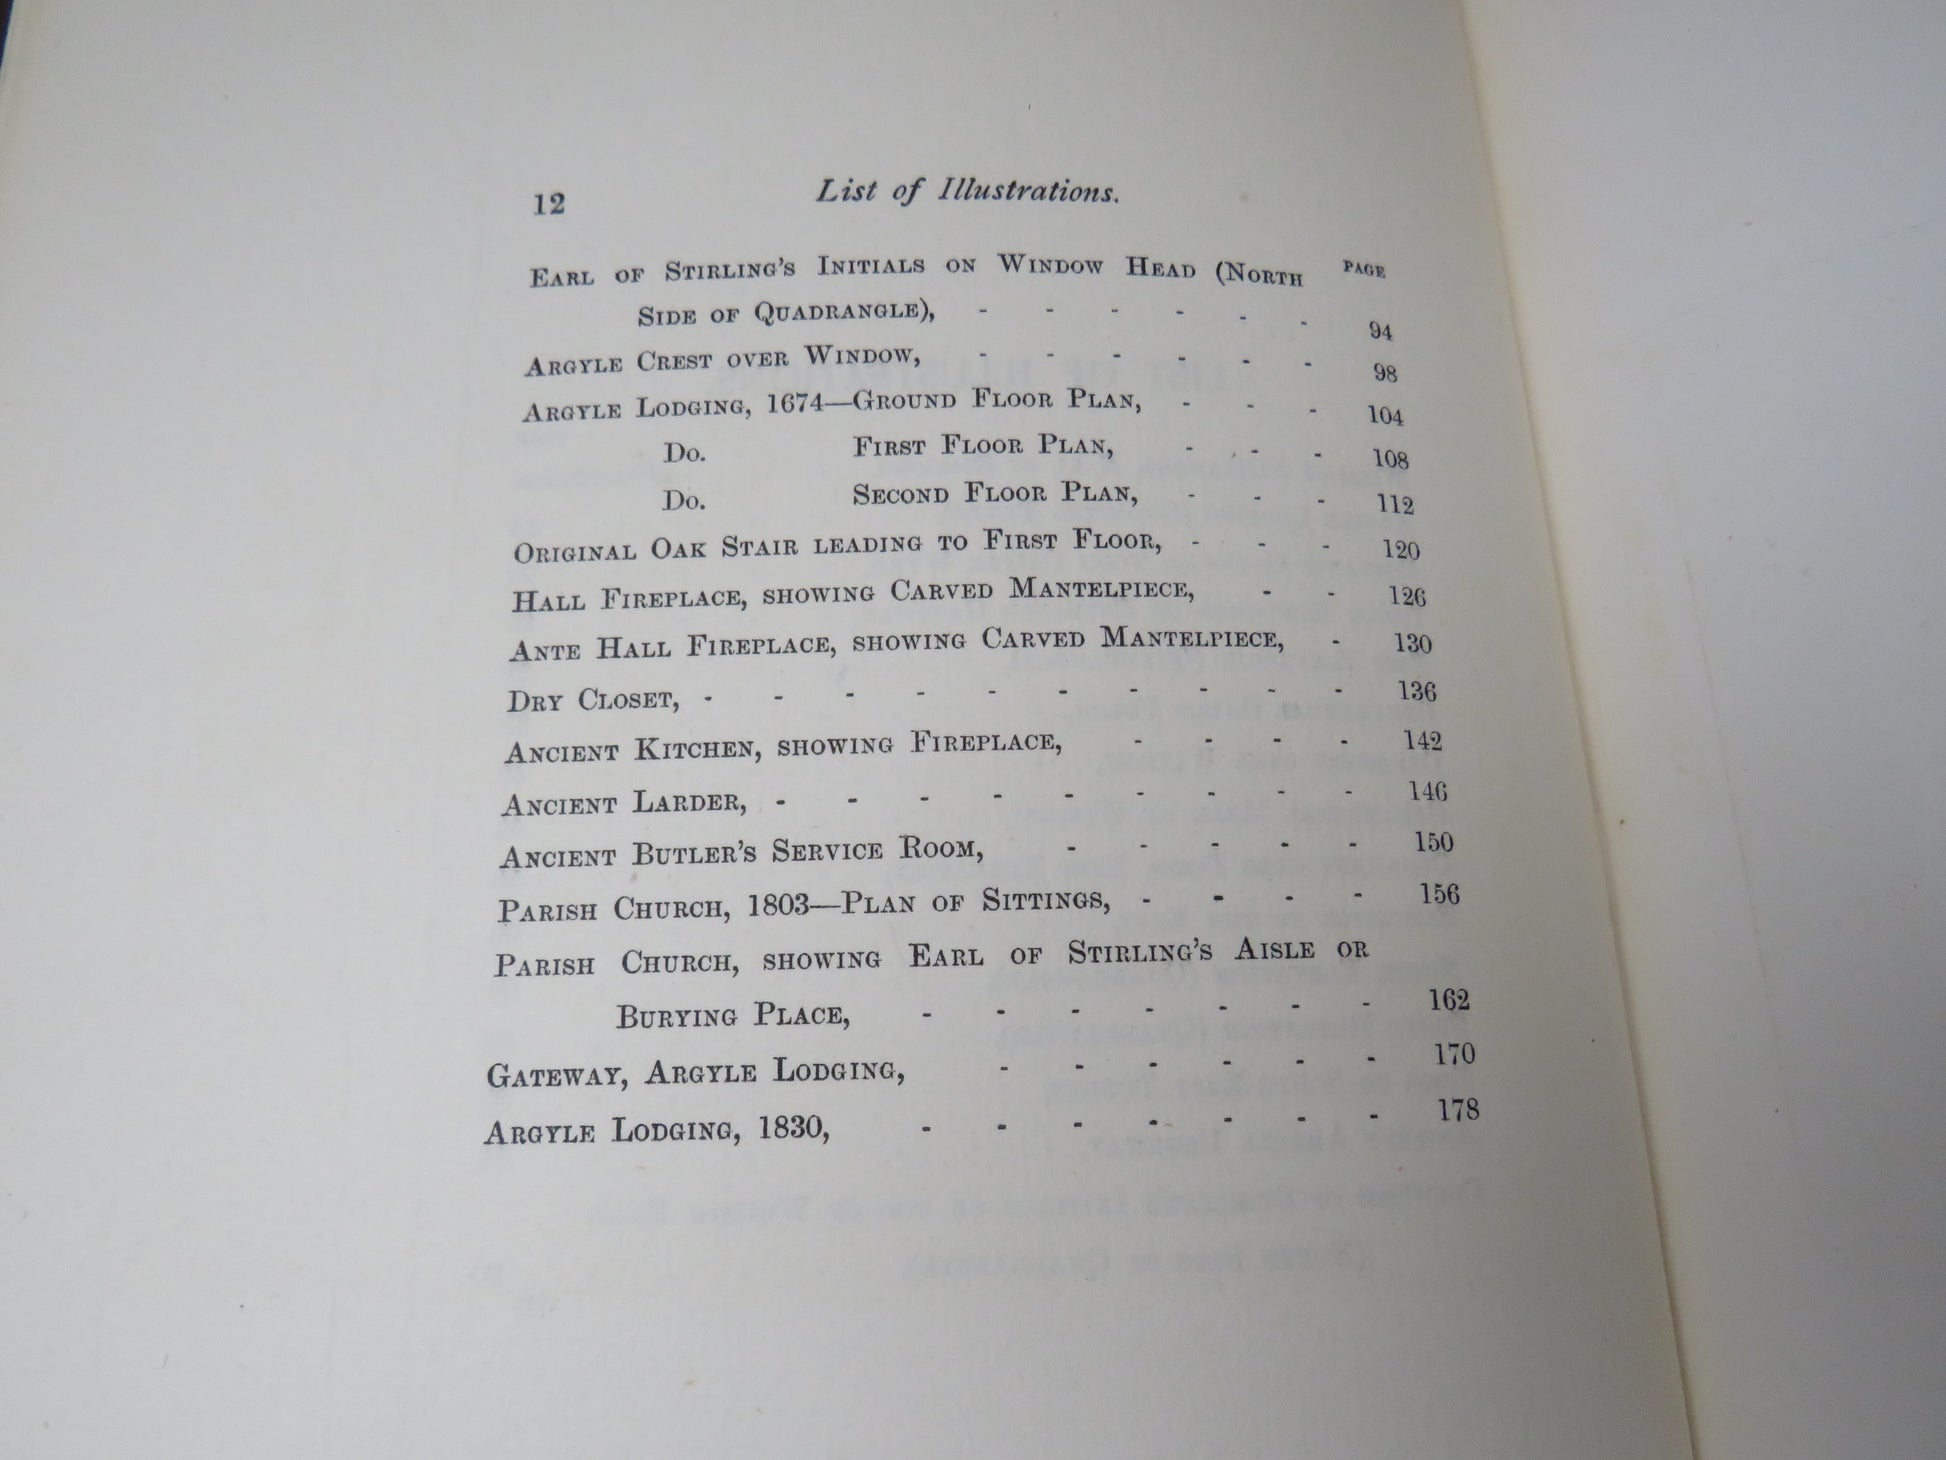 12 List of Illustrations.
PAGE
Earl of Stirling's Initials on Window Head (North
Side of Quadrangle), - - - - - - 94
Argyle Crest over Window, - - - - - - 98
Argyle Lodging, 1674—Ground Floor Plan, - - - 104
Do. First Floor Plan, - - - 108
Do. Second Floor Plan, - - - 112
Original Oak Stair leading to First Floor, - - - 120
Hall Fireplace, showing Carved Mantelpiece, - - 126
Ante Hall Fireplace, showing Carved Mantelpiece, - 130
Dry Closet, - - - - - - - - - - 136
Ancient Kitchen, showing Fireplace, - - - - 142
Ancient Larder, - - - - - - - - - 146
Ancient Butler's Service Room, - - - - - 150
Parish Church, 1803—Plan of Sittings, - - - - 156
Parish Church, showing Earl of Stirling's Aisle or
Burying Place, - - - - - - - 162
Gateway, Argyle Lodging, - - - - - - 170
Argyle Lodging, 1830, - - - - - - - 178